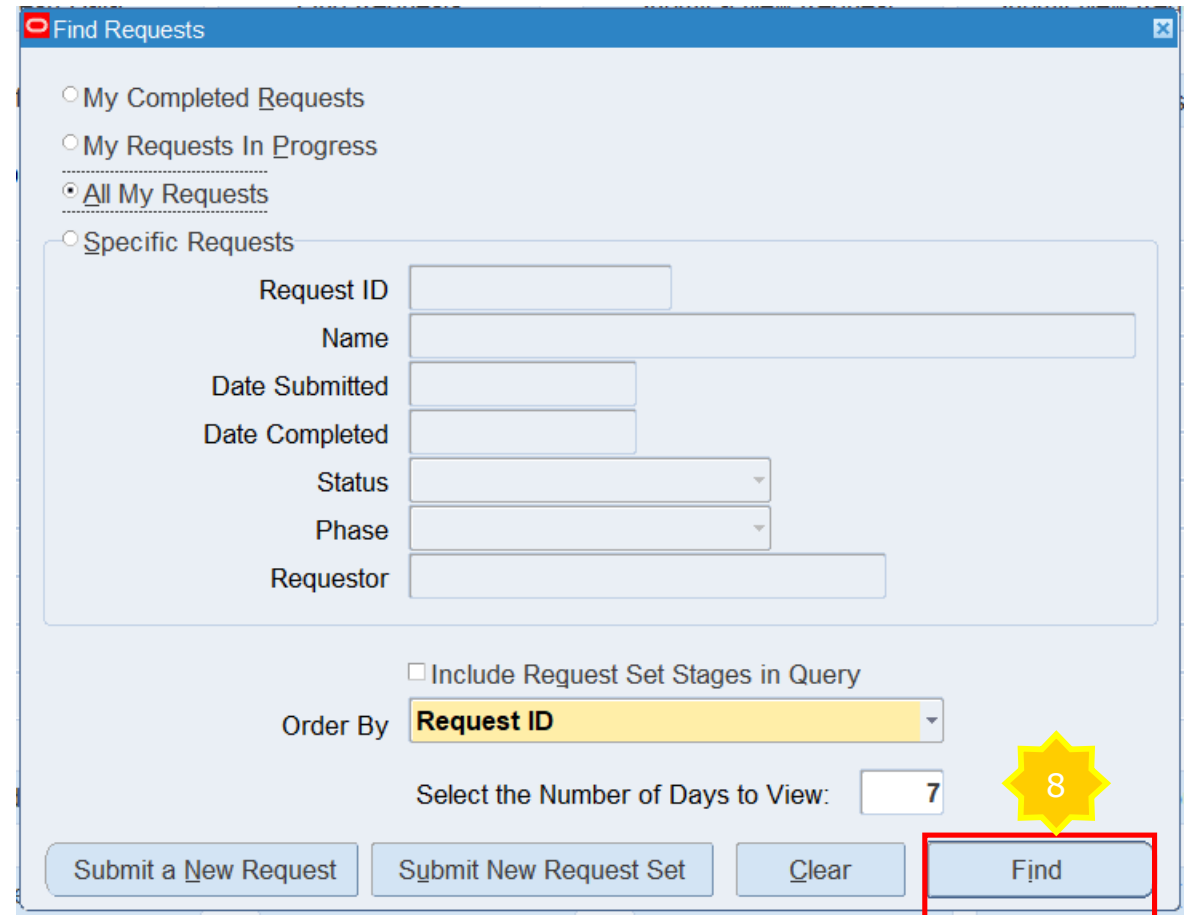 Find Requests
My Completed Requests
My Requests In Progress
All My Requests
Specific Requests
Request ID
Name
Date Submitted
Date Completed
Status
Phase
Requestor
Include Request Set Stages in Query
Order By Request ID
Select the Number of Days to View: 7
8
Submit a New Request Submit New Request Set Clear Find